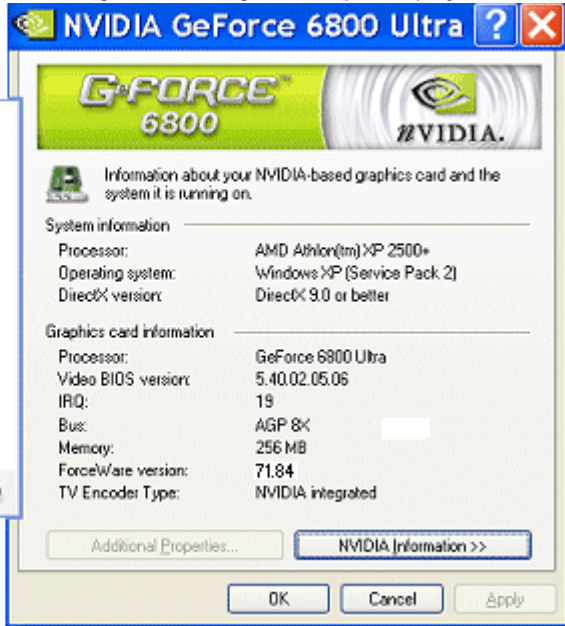 NVIDIA GeForce 6800 Ultra ? X
GEFORCE™
6800
NVIDIA.
Information about your NVIDIA-based graphics card and the
system it is running on.
System information
Processor: AMD Athlon(tm) XP 2500+
Operating system: Windows XP (Service Pack 2)
DirectX version: DirectX 9.0 or better
Graphics card information
Processor: GeForce 6800 Ultra
Video BIOS version: 5.40.02.05.06
IRQ: 19
Bus: AGP 8X
Memory: 256 MB
ForceWare version: 71.84
TV Encoder Type: NVIDIA integrated
Additional Properties... NVIDIA Information >>
OK Cancel Apply